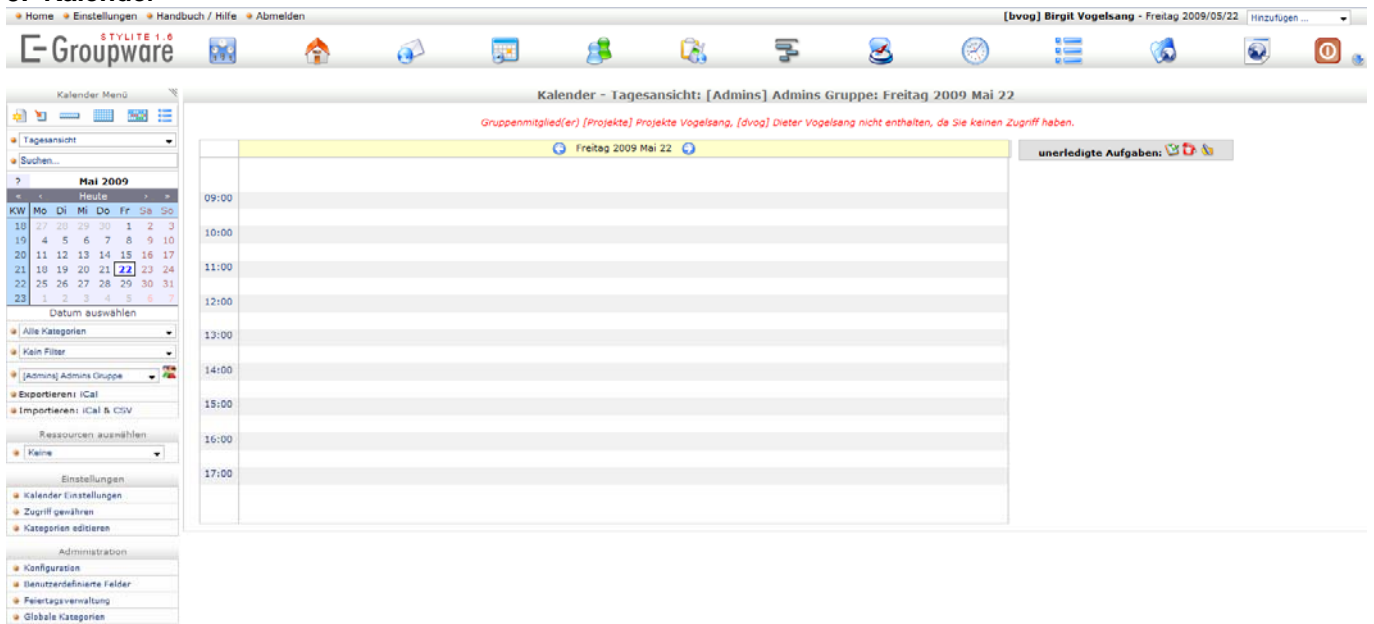 Home Einstellungen Handbuch / Hilfe Abmelden
[bvog] Birgit Vogelsang - Freitag 2009/05/22 Hinzufügen ...
STYLITE 1.6
E-Groupware
Kalender Menü
Kalender - Tagesansicht: [Admins] Admins Gruppe: Freitag 2009 Mai 22
Gruppenmitglied(er) [Projekte] Projekte Vogelsang, [dvog] Dieter Vogelsang nicht enthalten, da Sie keinen Zugriff haben.
Tagesansicht
Suchen...
Freitag 2009 Mai 22
unerledigte Aufgaben:
? Mai 2009
« ‹ Heute › »
KW Mo Di Mi Do Fr Sa So
18 27 28 29 30 1 2 3
19 4 5 6 7 8 9 10
20 11 12 13 14 15 16 17
21 18 19 20 21 22 23 24
22 25 26 27 28 29 30 31
23 1 2 3 4 5 6 7
Datum auswählen
Alle Kategorien
Kein Filter
[Admins] Admins Gruppe
Exportieren: iCal
Importieren: iCal & CSV
Ressourcen auswählen
Keine
Einstellungen
Kalender Einstellungen
Zugriff gewähren
Kategorien editieren
Administration
Konfiguration
Benutzerdefinierte Felder
Feiertagsverwaltung
Globale Kategorien
09:00
10:00
11:00
12:00
13:00
14:00
15:00
16:00
17:00